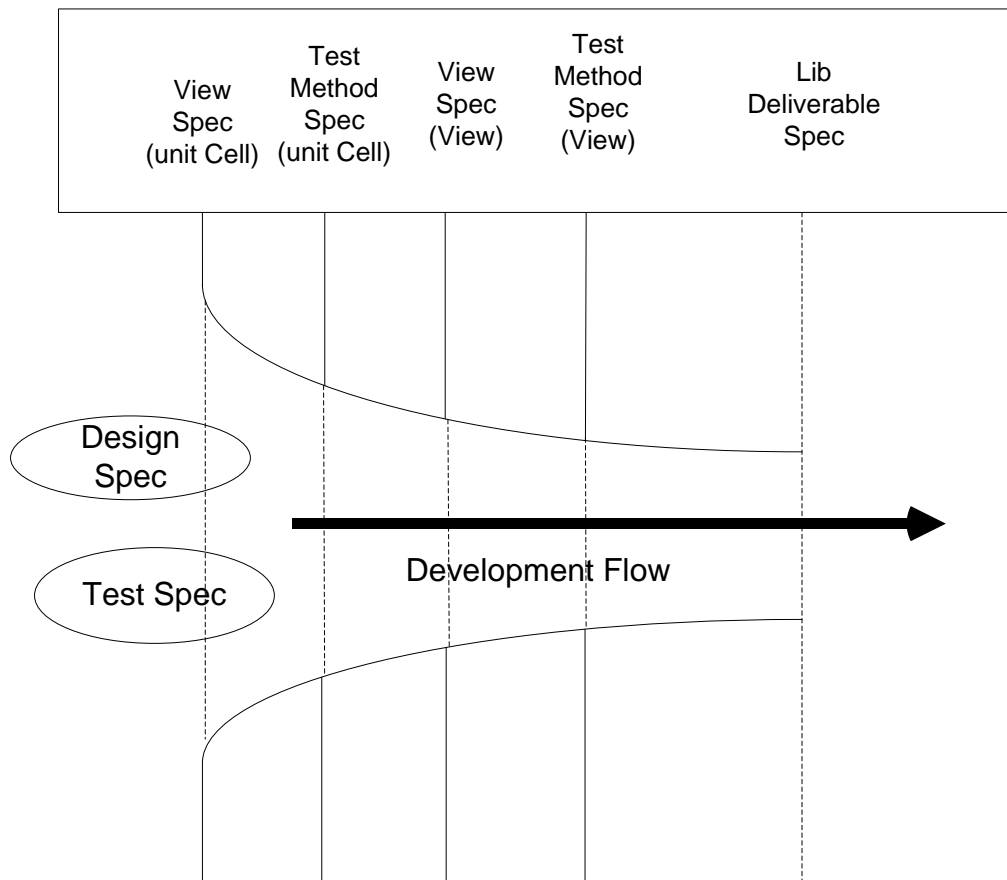 View
Spec
(unit Cell)
Test
Method
Spec
(unit Cell)
View
Spec
(View)
Test
Method
Spec
(View)
Lib
Deliverable
Spec
Design
Spec
Development Flow
Test Spec